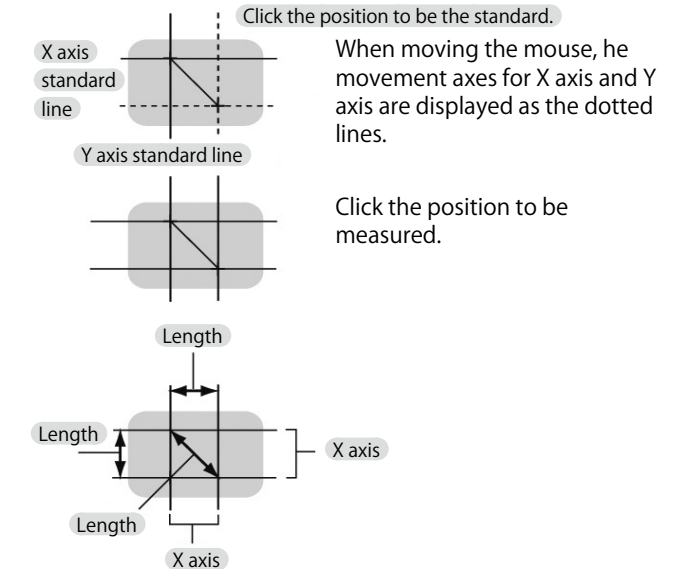 Click the position to be the standard.
X axis
standard
line
When moving the mouse, he
movement axes for X axis and Y
axis are displayed as the dotted
lines.
Y axis standard line
Click the position to be
measured.
Length
Length
X axis
Length
X axis